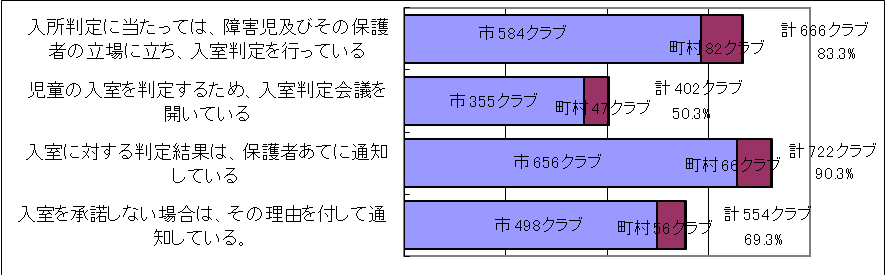 入所判定に当たっては、障害児及びその保護
者の立場に立ち、入室判定を行っている
市584クラブ
町村82クラブ
計666クラブ
83.3%
児童の入室を判定するため、入室判定会議を
開いている
市355クラブ
町村47クラブ
計402クラブ
50.3%
入室に対する判定結果は、保護者あてに通知
している
市656クラブ
町村66クラブ
計722クラブ
90.3%
入室を承諾しない場合は、その理由を付して通
知している。
市498クラブ
町村56クラブ
計554クラブ
69.3%